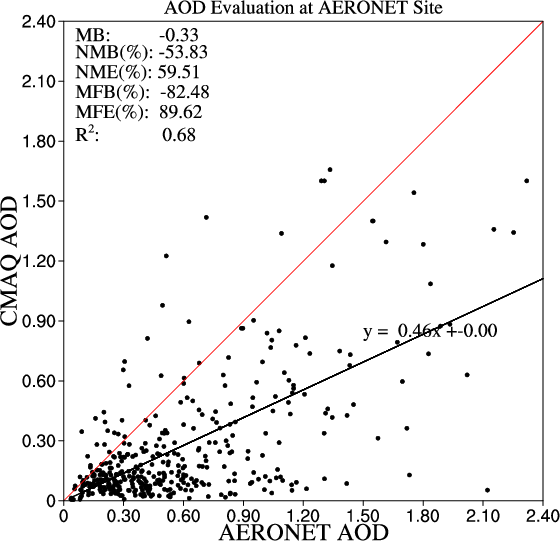 AOD Evaluation at AERONET Site
MB: -0.33
NMB(%): -53.83
NME(%): 59.51
MFB(%): -82.48
MFE(%): 89.62
R²: 0.68
2.40
2.10
1.80
1.50
1.20
0.90
0.60
0.30
0
CMAQ AOD
y = 0.46x +-0.00
0 0.30 0.60 0.90 1.20 1.50 1.80 2.10 2.40
AERONET AOD